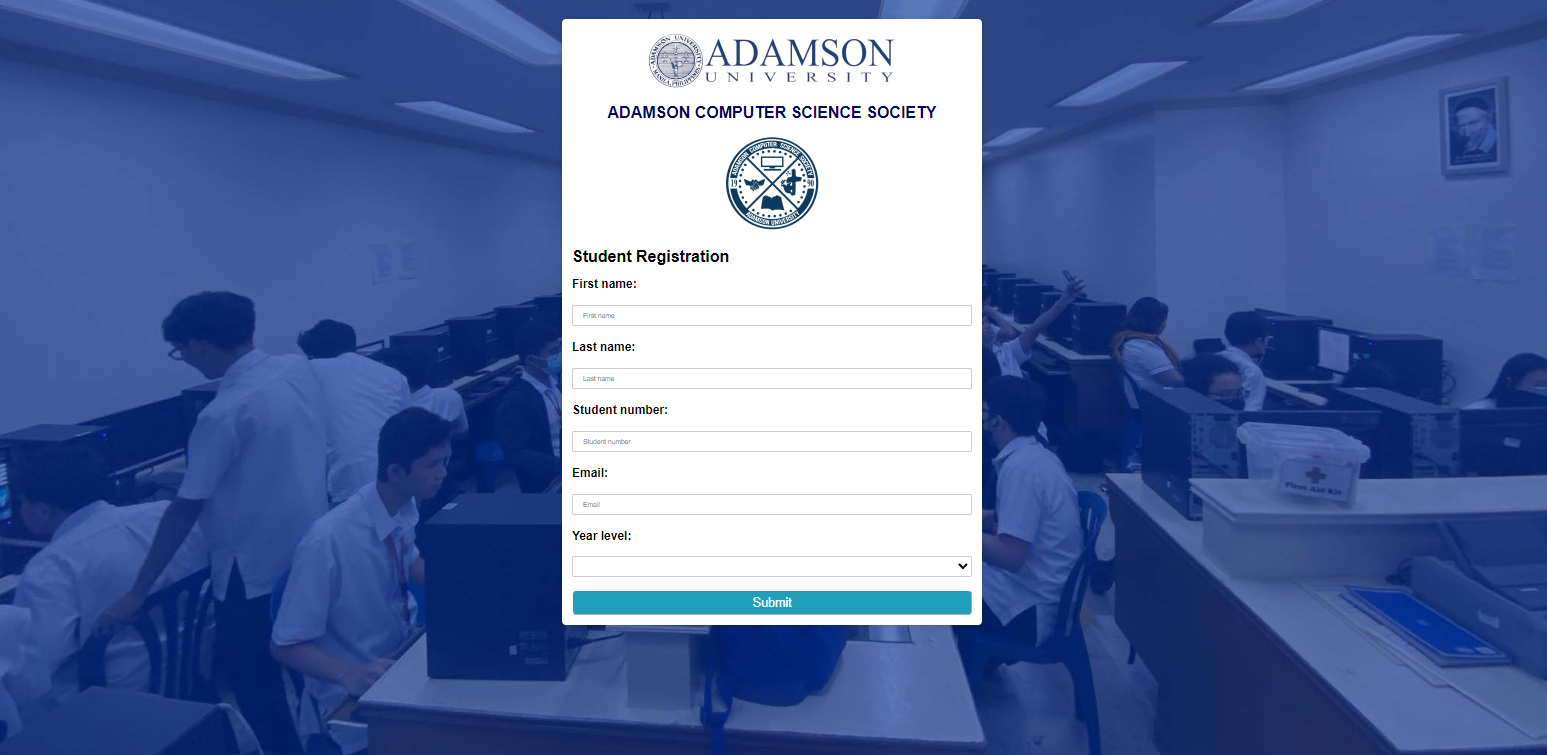 ADAMSON UNIVERSITY
MANILA, PHILIPPINES
ADAMSON
UNIVERSITY
ADAMSON COMPUTER SCIENCE SOCIETY
ADAMSON COMPUTER SCIENCE SOCIETY
19 90
ADAMSON UNIVERSITY
Student Registration
First name:
First name
Last name:
Last name
Student number:
Student number
Email:
Email
Year level:
Submit
First Aid Kit